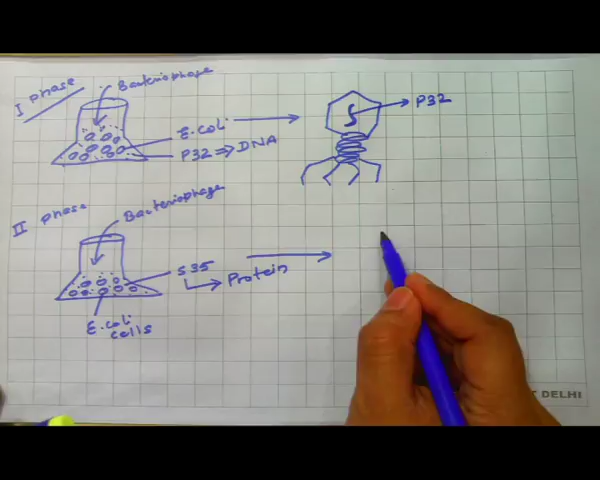 I phase
Bacteriophage
E.coli
P32 ⇒ DNA
P32
II phase
Bacteriophage
S35
Protein
E.coli
cells
DELHI